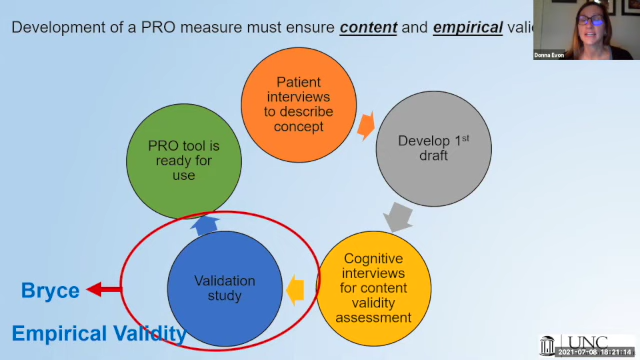 Development of a PRO measure must ensure content and empirical
Donna Evon
Patient
interviews
to describe
concept
PRO tool is
ready for
use
Develop 1st
draft
Cognitive
interviews
for content
validity
assessment
Validation
study
Bryce
Empirical Validity
UNC
2021-07-08 18:21:14